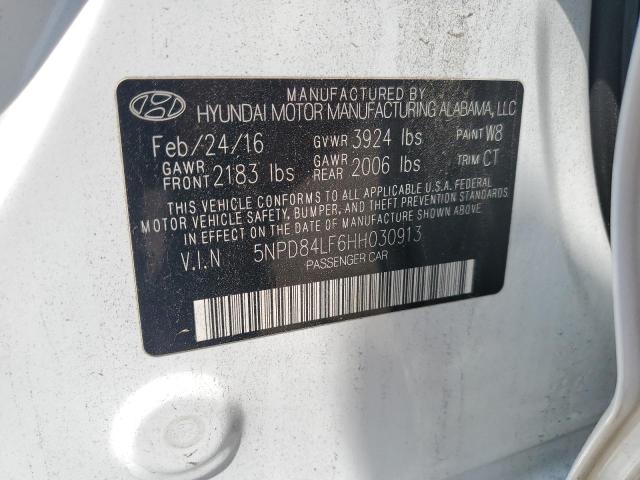 MANUFACTURED BY
HYUNDAI MOTOR MANUFACTURING ALABAMA, LLC
Feb/24/16 GVWR 3924 lbs PAINT W8
GAWR FRONT 2183 lbs GAWR REAR 2006 lbs TRIM CT
THIS VEHICLE CONFORMS TO ALL APPLICABLE U.S.A. FEDERAL
MOTOR VEHICLE SAFETY, BUMPER, AND THEFT PREVENTION
STANDARDS IN EFFECT ON THE DATE OF MANUFACTURE SHOWN ABOVE.
V.I.N 5NPD84LF6HH030913
PASSENGER CAR